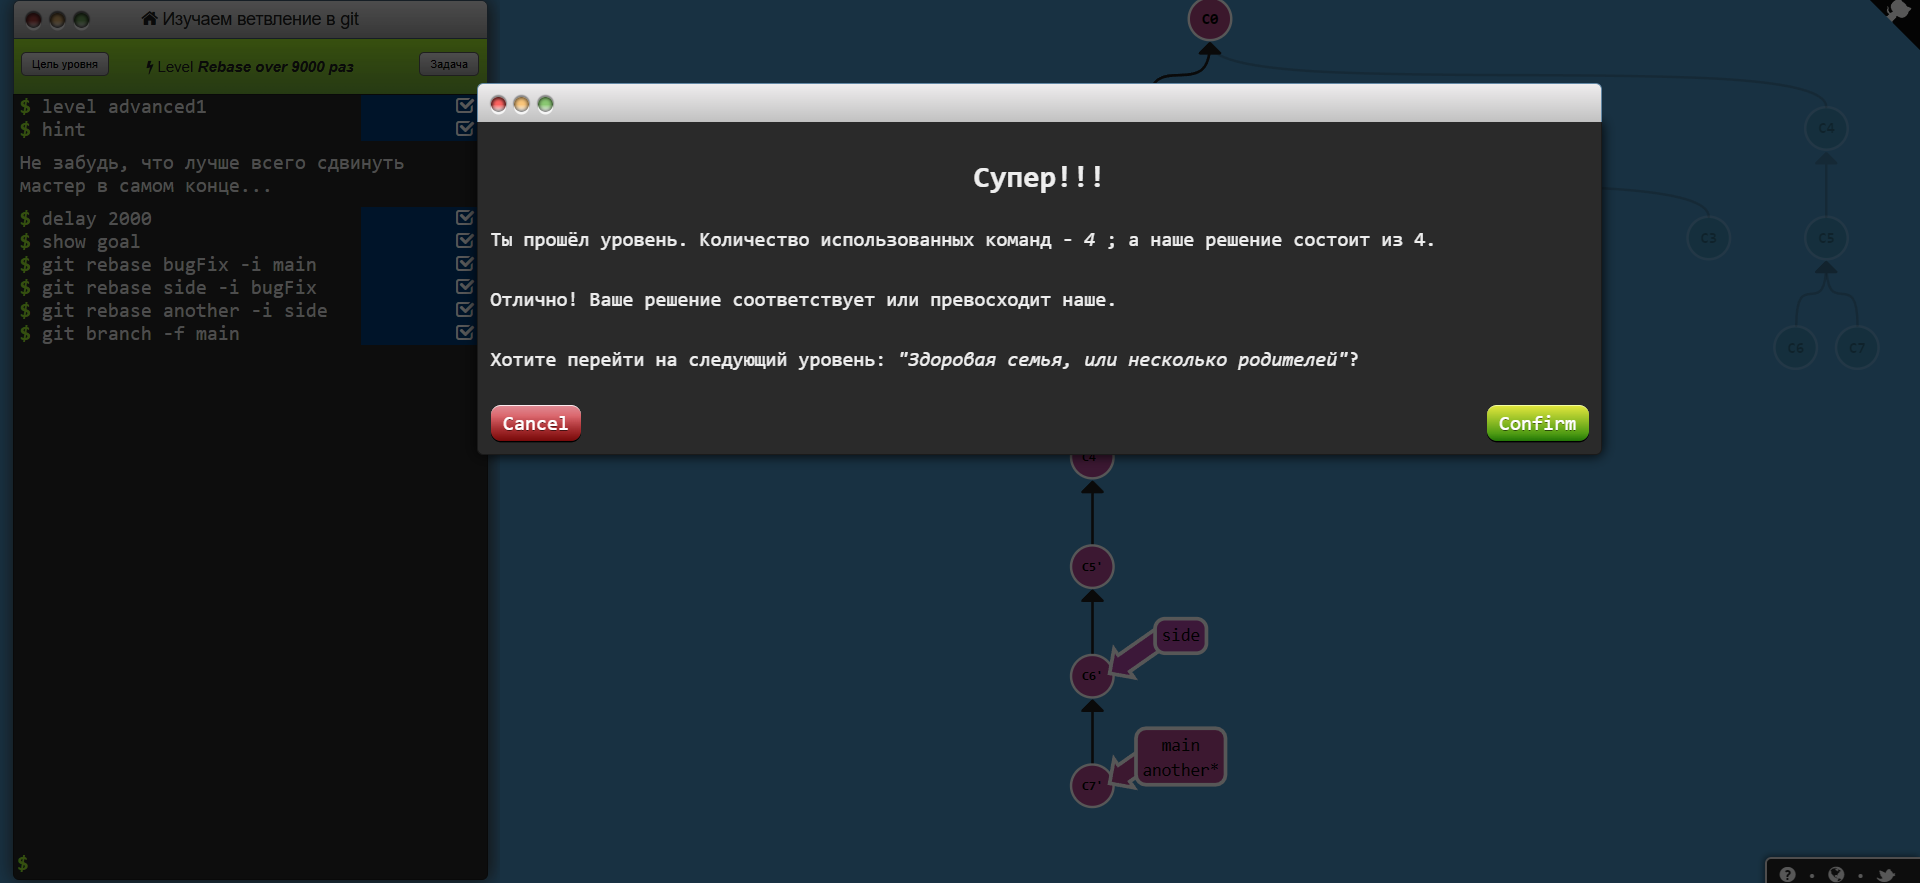 Изучаем ветвление в git
Цель уровня
Level Rebase over 9000 раз
Задача
$ level advanced1
$ hint
Не забудь, что лучше всего сдвинуть
мастер в самом конце...
$ delay 2000
$ show goal
$ git rebase bugFix -i main
$ git rebase side -i bugFix
$ git rebase another -i side
$ git branch -f main
$
Супер!!!
Ты прошёл уровень. Количество использованных команд - 4 ; а наше решение состоит из 4.
Отлично! Ваше решение соответствует или превосходит наше.
Хотите перейти на следующий уровень: "Здоровая семья, или несколько родителей"?
Cancel
Confirm
C0
C4
C3
C5
C6
C7
C4'
C5'
side
C6'
main
another*
C7'